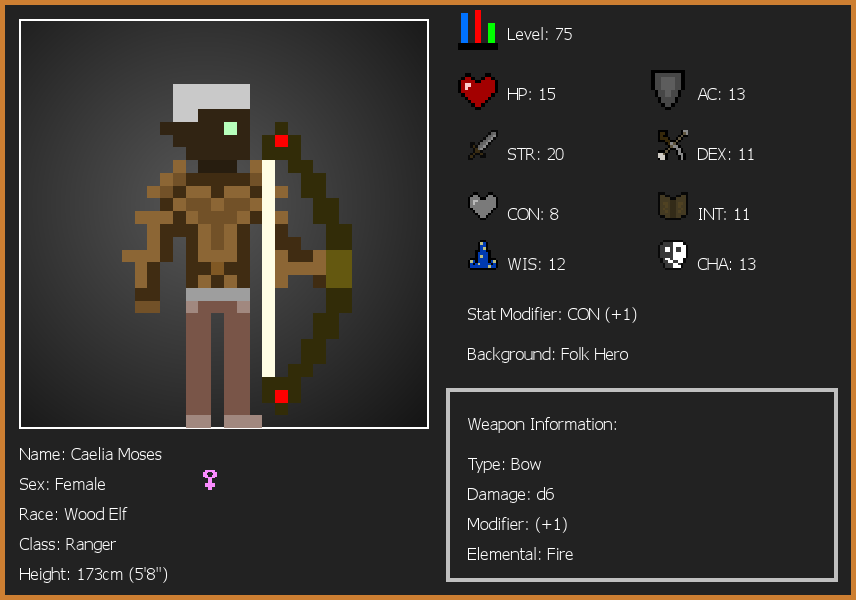 Level: 75
HP: 15
AC: 13
STR: 20
DEX: 11
CON: 8
INT: 11
WIS: 12
CHA: 13
Stat Modifier: CON (+1)
Background: Folk Hero
Weapon Information:
Type: Bow
Damage: d6
Modifier: (+1)
Elemental: Fire
Name: Caelia Moses
Sex: Female
Race: Wood Elf
Class: Ranger
Height: 173cm (5'8")